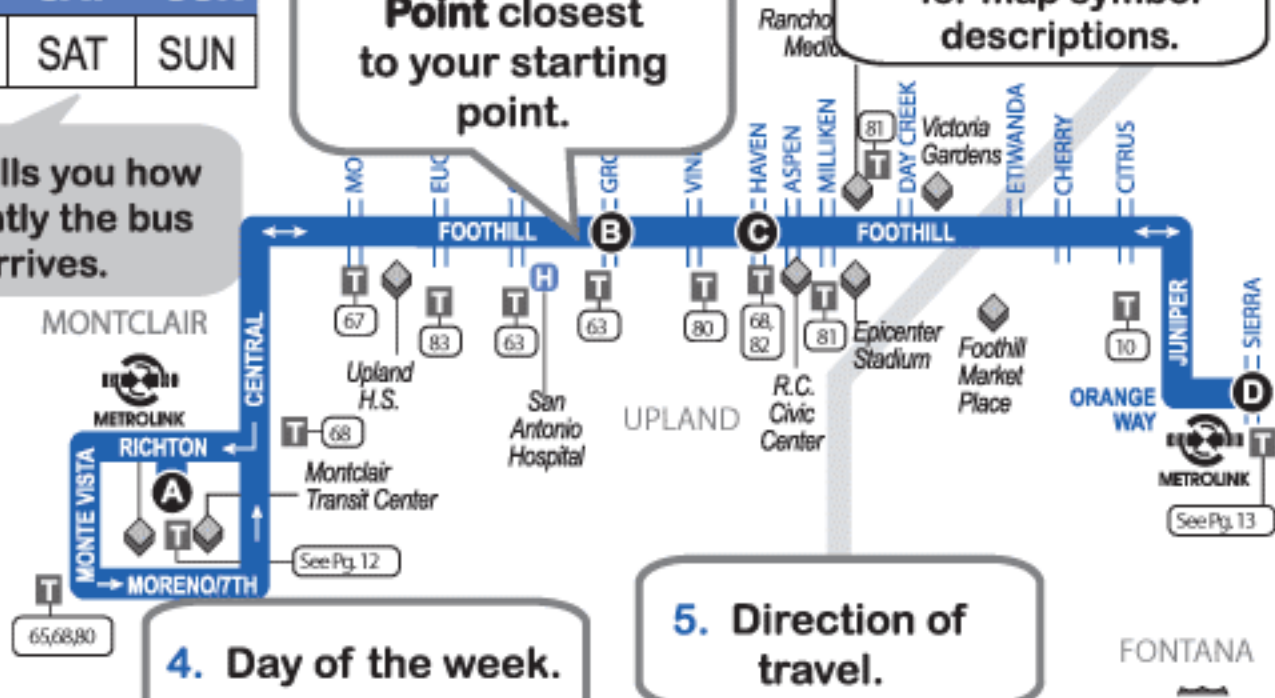 SAT SUN
Point closest
to your starting
point.
Rancho
descriptions.
lls you how
tly the bus
rrives.
HAVEN
ASPEN
MILLIKEN
81
T
DAY CREEK
Victoria
Gardens
ETIWANDA
CHERRY
CITRUS
FOOTHILL
B
C
FOOTHILL
T
67
Upland
H.S.
T
83
T
63
H
San
Antonio
Hospital
T
63
T
80
T
68,
82
R.C.
Civic
Center
T
81
Epicenter
Stadium
Foothill
Market
Place
T
10
JUNIPER
SIERRA
ORANGE
WAY
D
METROLINK
T
See Pg. 13
UPLAND
MONTCLAIR
METROLINK
CENTRAL
RICHTON
T
68
Montclair
Transit Center
MONTE VISTA
A
T
See Pg. 12
MORENO/7TH
T
65,68,80
4. Day of the week.
5. Direction of
travel.
FONTANA